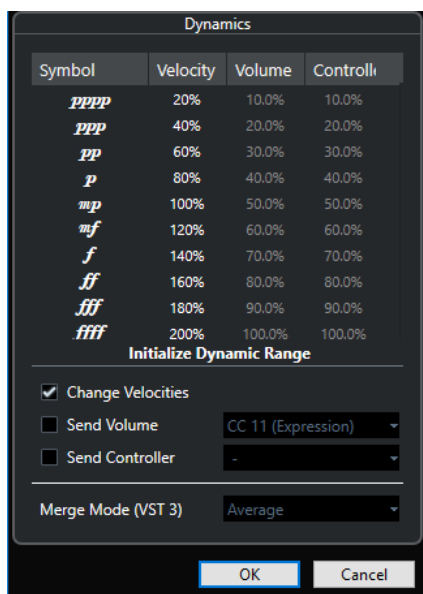 Dynamics
Symbol Velocity Volume Controlle
pppp 20% 10.0% 10.0%
ppp 40% 20.0% 20.0%
pp 60% 30.0% 30.0%
p 80% 40.0% 40.0%
mp 100% 50.0% 50.0%
mf 120% 60.0% 60.0%
f 140% 70.0% 70.0%
ff 160% 80.0% 80.0%
fff 180% 90.0% 90.0%
ffff 200% 100.0% 100.0%
Initialize Dynamic Range
Change Velocities
Send Volume CC 11 (Expression)
Send Controller -
Merge Mode (VST 3) Average
OK Cancel